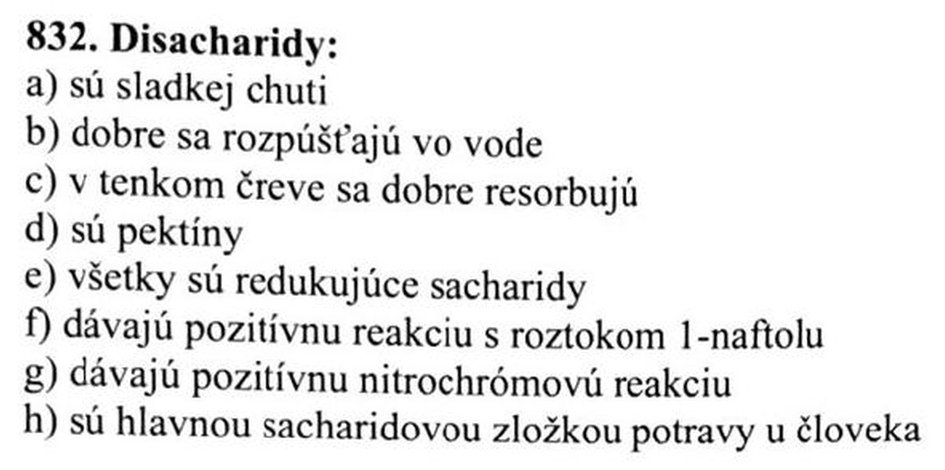 832. Disacharidy:
a) sú sladkej chuti
b) dobre sa rozpúšťajú vo vode
c) v tenkom čreve sa dobre resorbujú
d) sú pektíny
e) všetky sú redukujúce sacharidy
f) dávajú pozitívnu reakciu s roztokom 1-naftolu
g) dávajú pozitívnu nitrochrómovú reakciu
h) sú hlavnou sacharidovou zložkou potravy u človeka